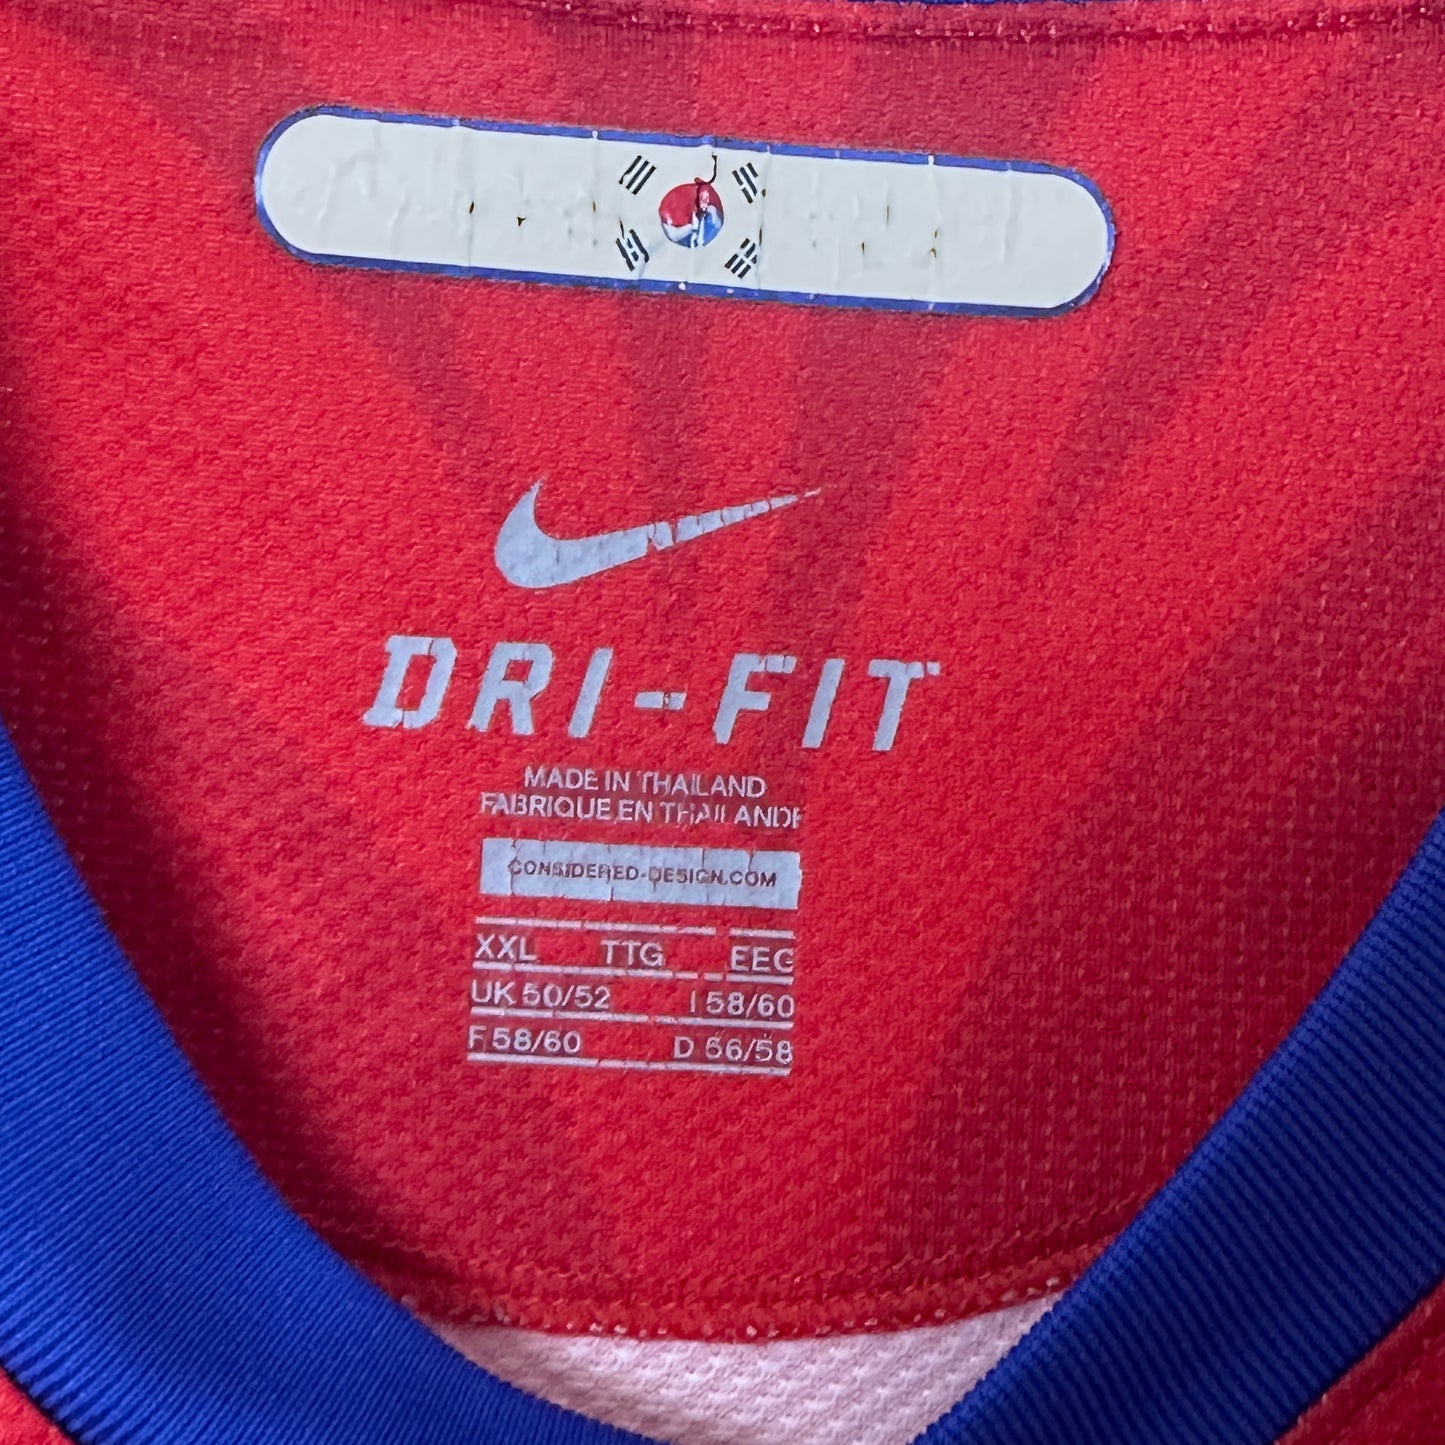 DRI-FIT
MADE IN THAILAND
FABRIQUE EN THAILANDE
CONSIDERED-DESIGN.COM
XXL TTG EEG
UK 50/52 I 58/60
F 58/60 D 56/58